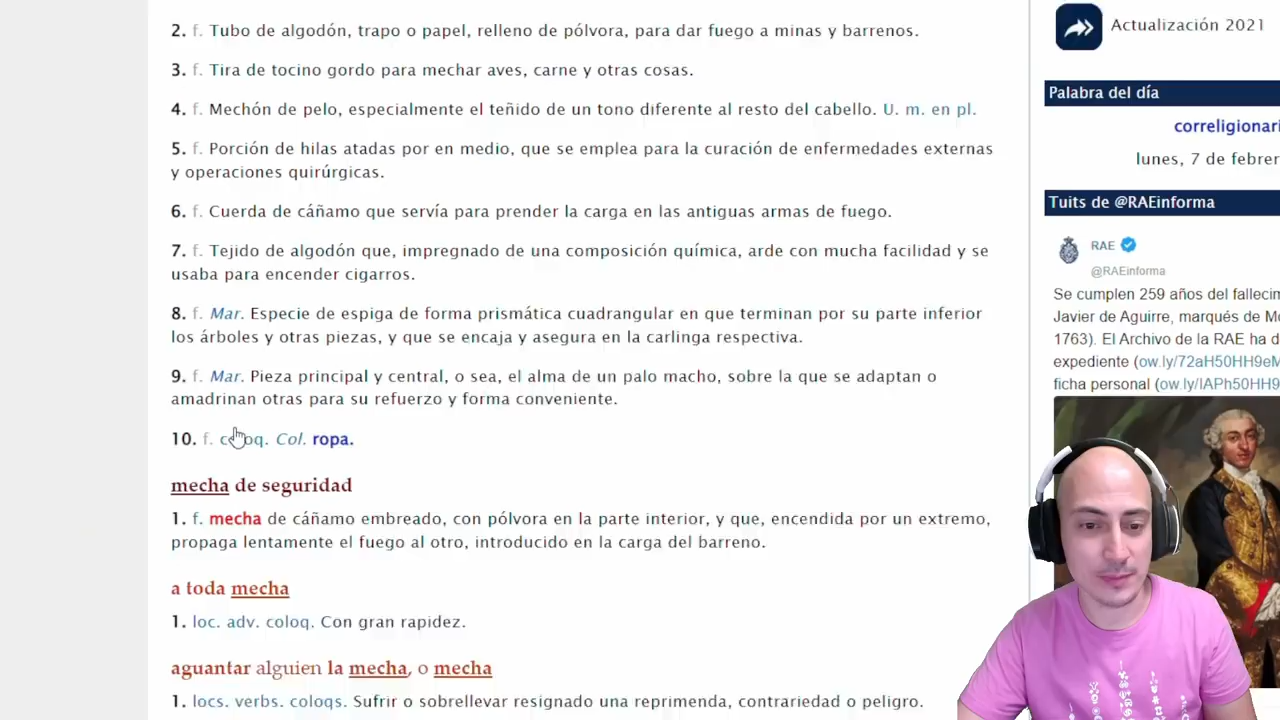 2. f. Tubo de algodón, trapo o papel, relleno de pólvora, para dar fuego a minas y barrenos.
3. f. Tira de tocino gordo para mechar aves, carne y otras cosas.
4. f. Mechón de pelo, especialmente el teñido de un tono diferente al resto del cabello. U. m. en pl.
5. f. Porción de hilas atadas por en medio, que se emplea para la curación de enfermedades externas
y operaciones quirúrgicas.
6. f. Cuerda de cáñamo que servía para prender la carga en las antiguas armas de fuego.
7. f. Tejido de algodón que, impregnado de una composición química, arde con mucha facilidad y se
usaba para encender cigarros.
8. f. Mar. Especie de espiga de forma prismática cuadrangular en que terminan por su parte inferior
los árboles y otras piezas, y que se encaja y asegura en la carlinga respectiva.
9. f. Mar. Pieza principal y central, o sea, el alma de un palo macho, sobre la que se adaptan o
amadrinan otras para su refuerzo y forma conveniente.
10. f. coloq. Col. ropa.
mecha de seguridad
1. f. mecha de cáñamo embreado, con pólvora en la parte interior, y que, encendida por un extremo,
propaga lentamente el fuego al otro, introducido en la carga del barreno.
a toda mecha
1. loc. adv. coloq. Con gran rapidez.
aguantar alguien la mecha, o mecha
1. locs. verbs. coloqs. Sufrir o sobrellevar resignado una reprimenda, contrariedad o peligro.
Actualización 2021
Palabra del día
correligionari
lunes, 7 de febrer
Tuits de @RAEinforma
RAE
@RAEinforma
Se cumplen 259 años del fallecim
Javier de Aguirre, marqués de Mo
1763). El Archivo de la RAE ha d
expediente (ow.ly/72aH50HH9eM
ficha personal (ow.ly/IAPh50HH9